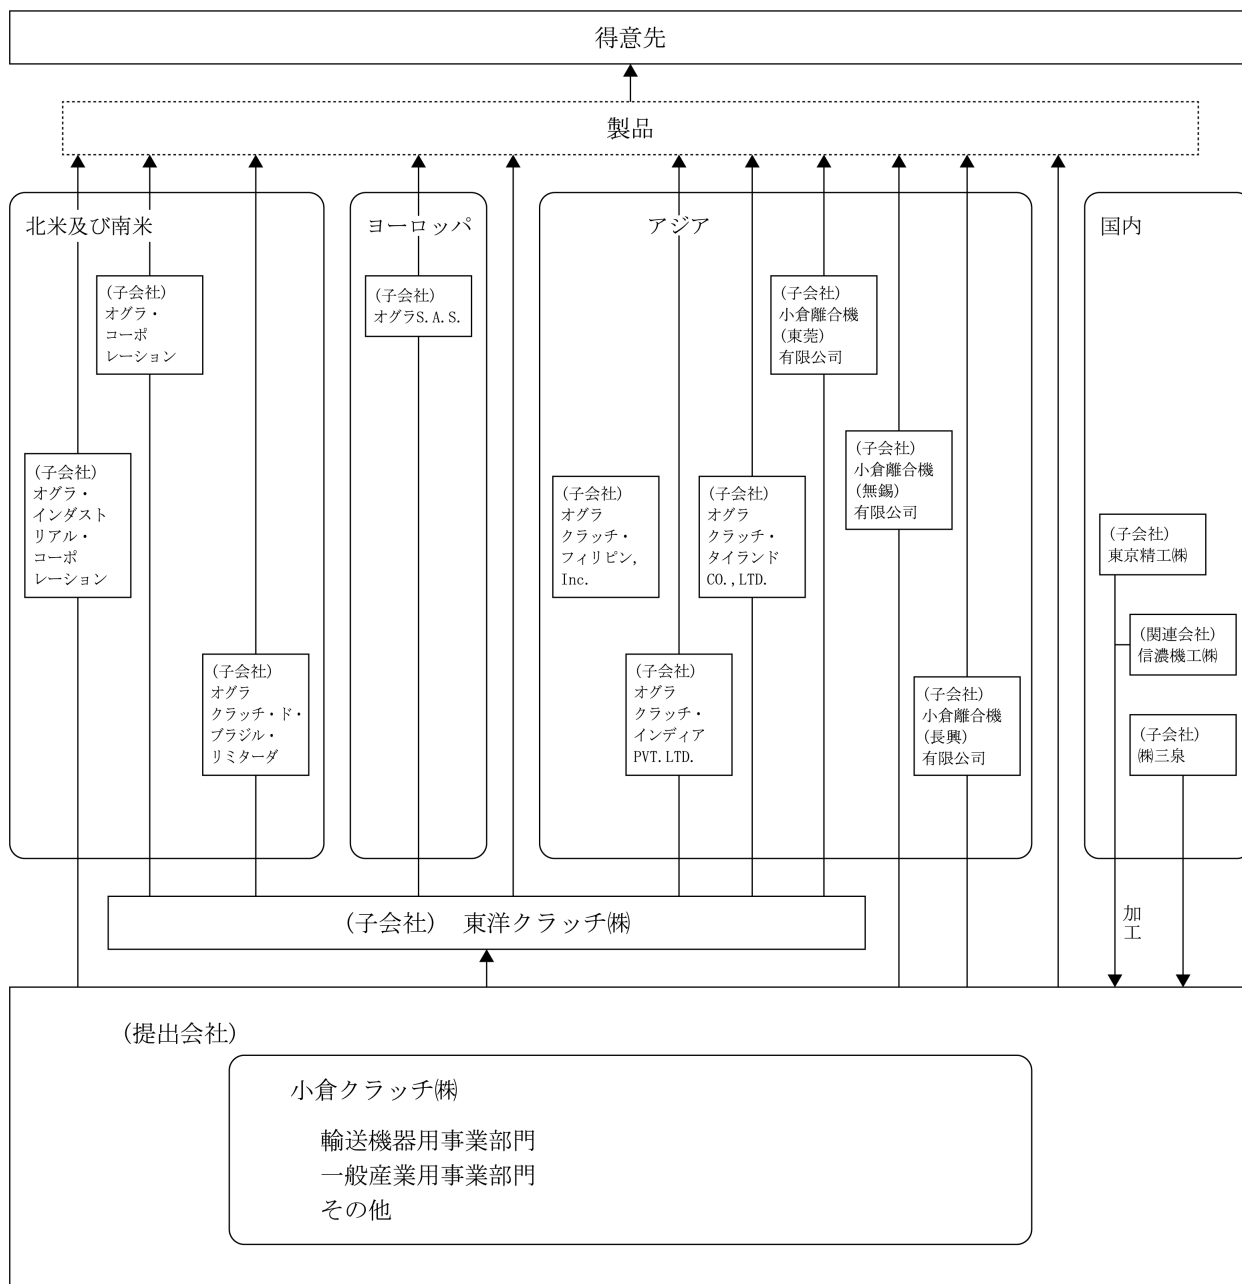 得意先
製品
北米及び南米
(子会社)
オグラ・
コーポ
レーション
(子会社)
オグラ・
インダスト
リアル・
コーポ
レーション
(子会社)
オグラ
クラッチ・ド・
ブラジル・
リミターダ
ヨーロッパ
(子会社)
オグラS.A.S.
アジア
(子会社)
小倉離合機
(東莞)
有限公司
(子会社)
小倉離合機
(無錫)
有限公司
(子会社)
オグラ
クラッチ・
フィリピン,
Inc.
(子会社)
オグラ
クラッチ・
タイランド
CO.,LTD.
(子会社)
オグラ
クラッチ・
インディア
PVT.LTD.
(子会社)
小倉離合機
(長興)
有限公司
国内
(子会社)
東京精工㈱
(関連会社)
信濃機工㈱
(子会社)
㈱三泉
(子会社) 東洋クラッチ㈱
加
工
(提出会社)
小倉クラッチ㈱
輸送機器用事業部門
一般産業用事業部門
その他